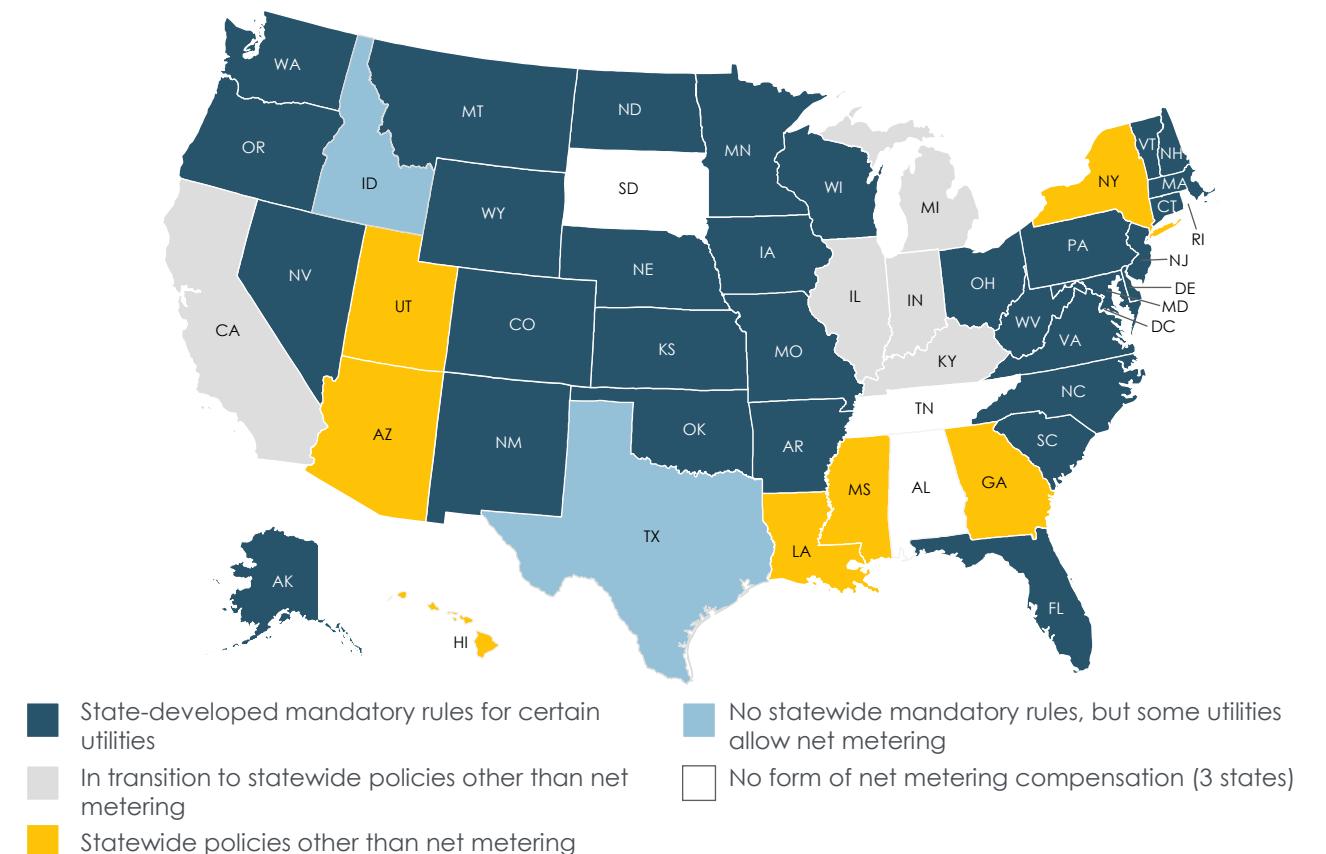 WA
MT
ND
MN
OR
ID
SD
WI
WY
MI
NY
VT
NH
MA
CT
RI
IA
NE
PA
NJ
NV
UT
CO
IL
IN
OH
DE
MD
DC
CA
KS
MO
WV
VA
KY
NC
TN
AZ
NM
OK
AR
SC
MS
AL
GA
TX
LA
AK
HI
FL
State-developed mandatory rules for certain
utilities
In transition to statewide policies other than net
metering
Statewide policies other than net metering
No statewide mandatory rules, but some utilities
allow net metering
No form of net metering compensation (3 states)